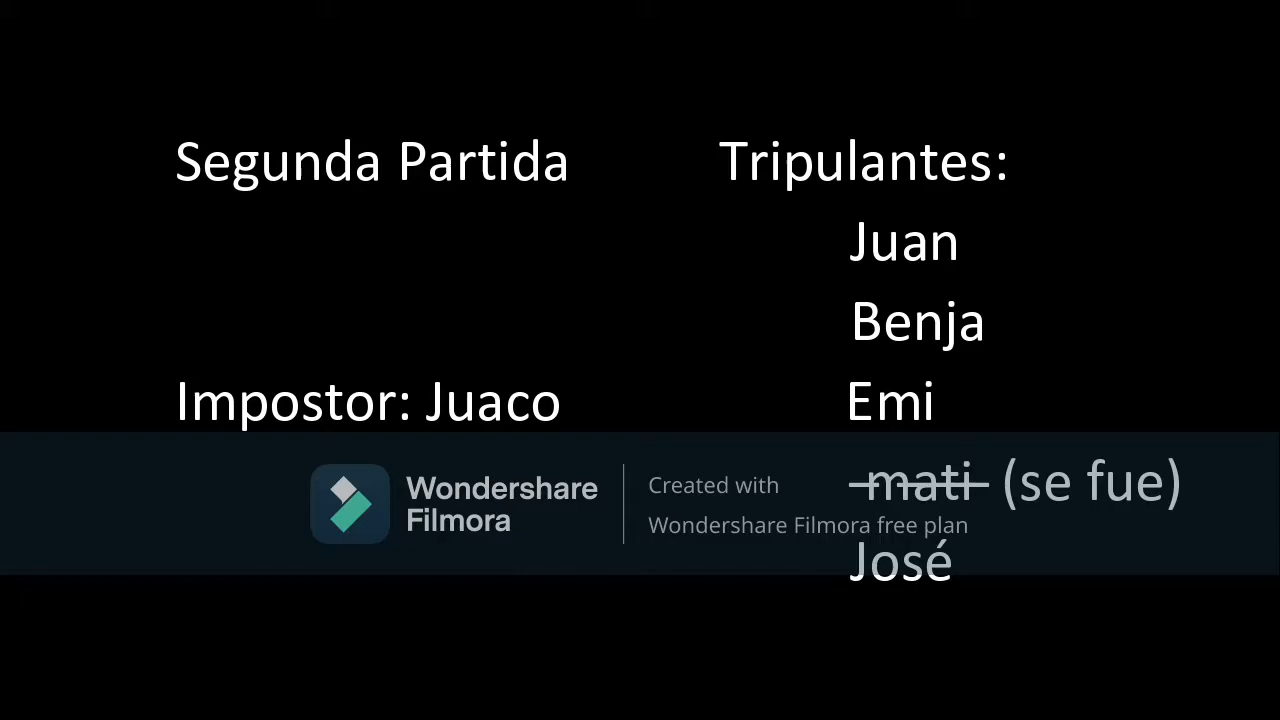 Segunda Partida
Impostor: Juaco
Tripulantes:
Juan
Benja
Emi
mati (se fue)
José
Wondershare
Filmora
Created with
Wondershare Filmora free plan